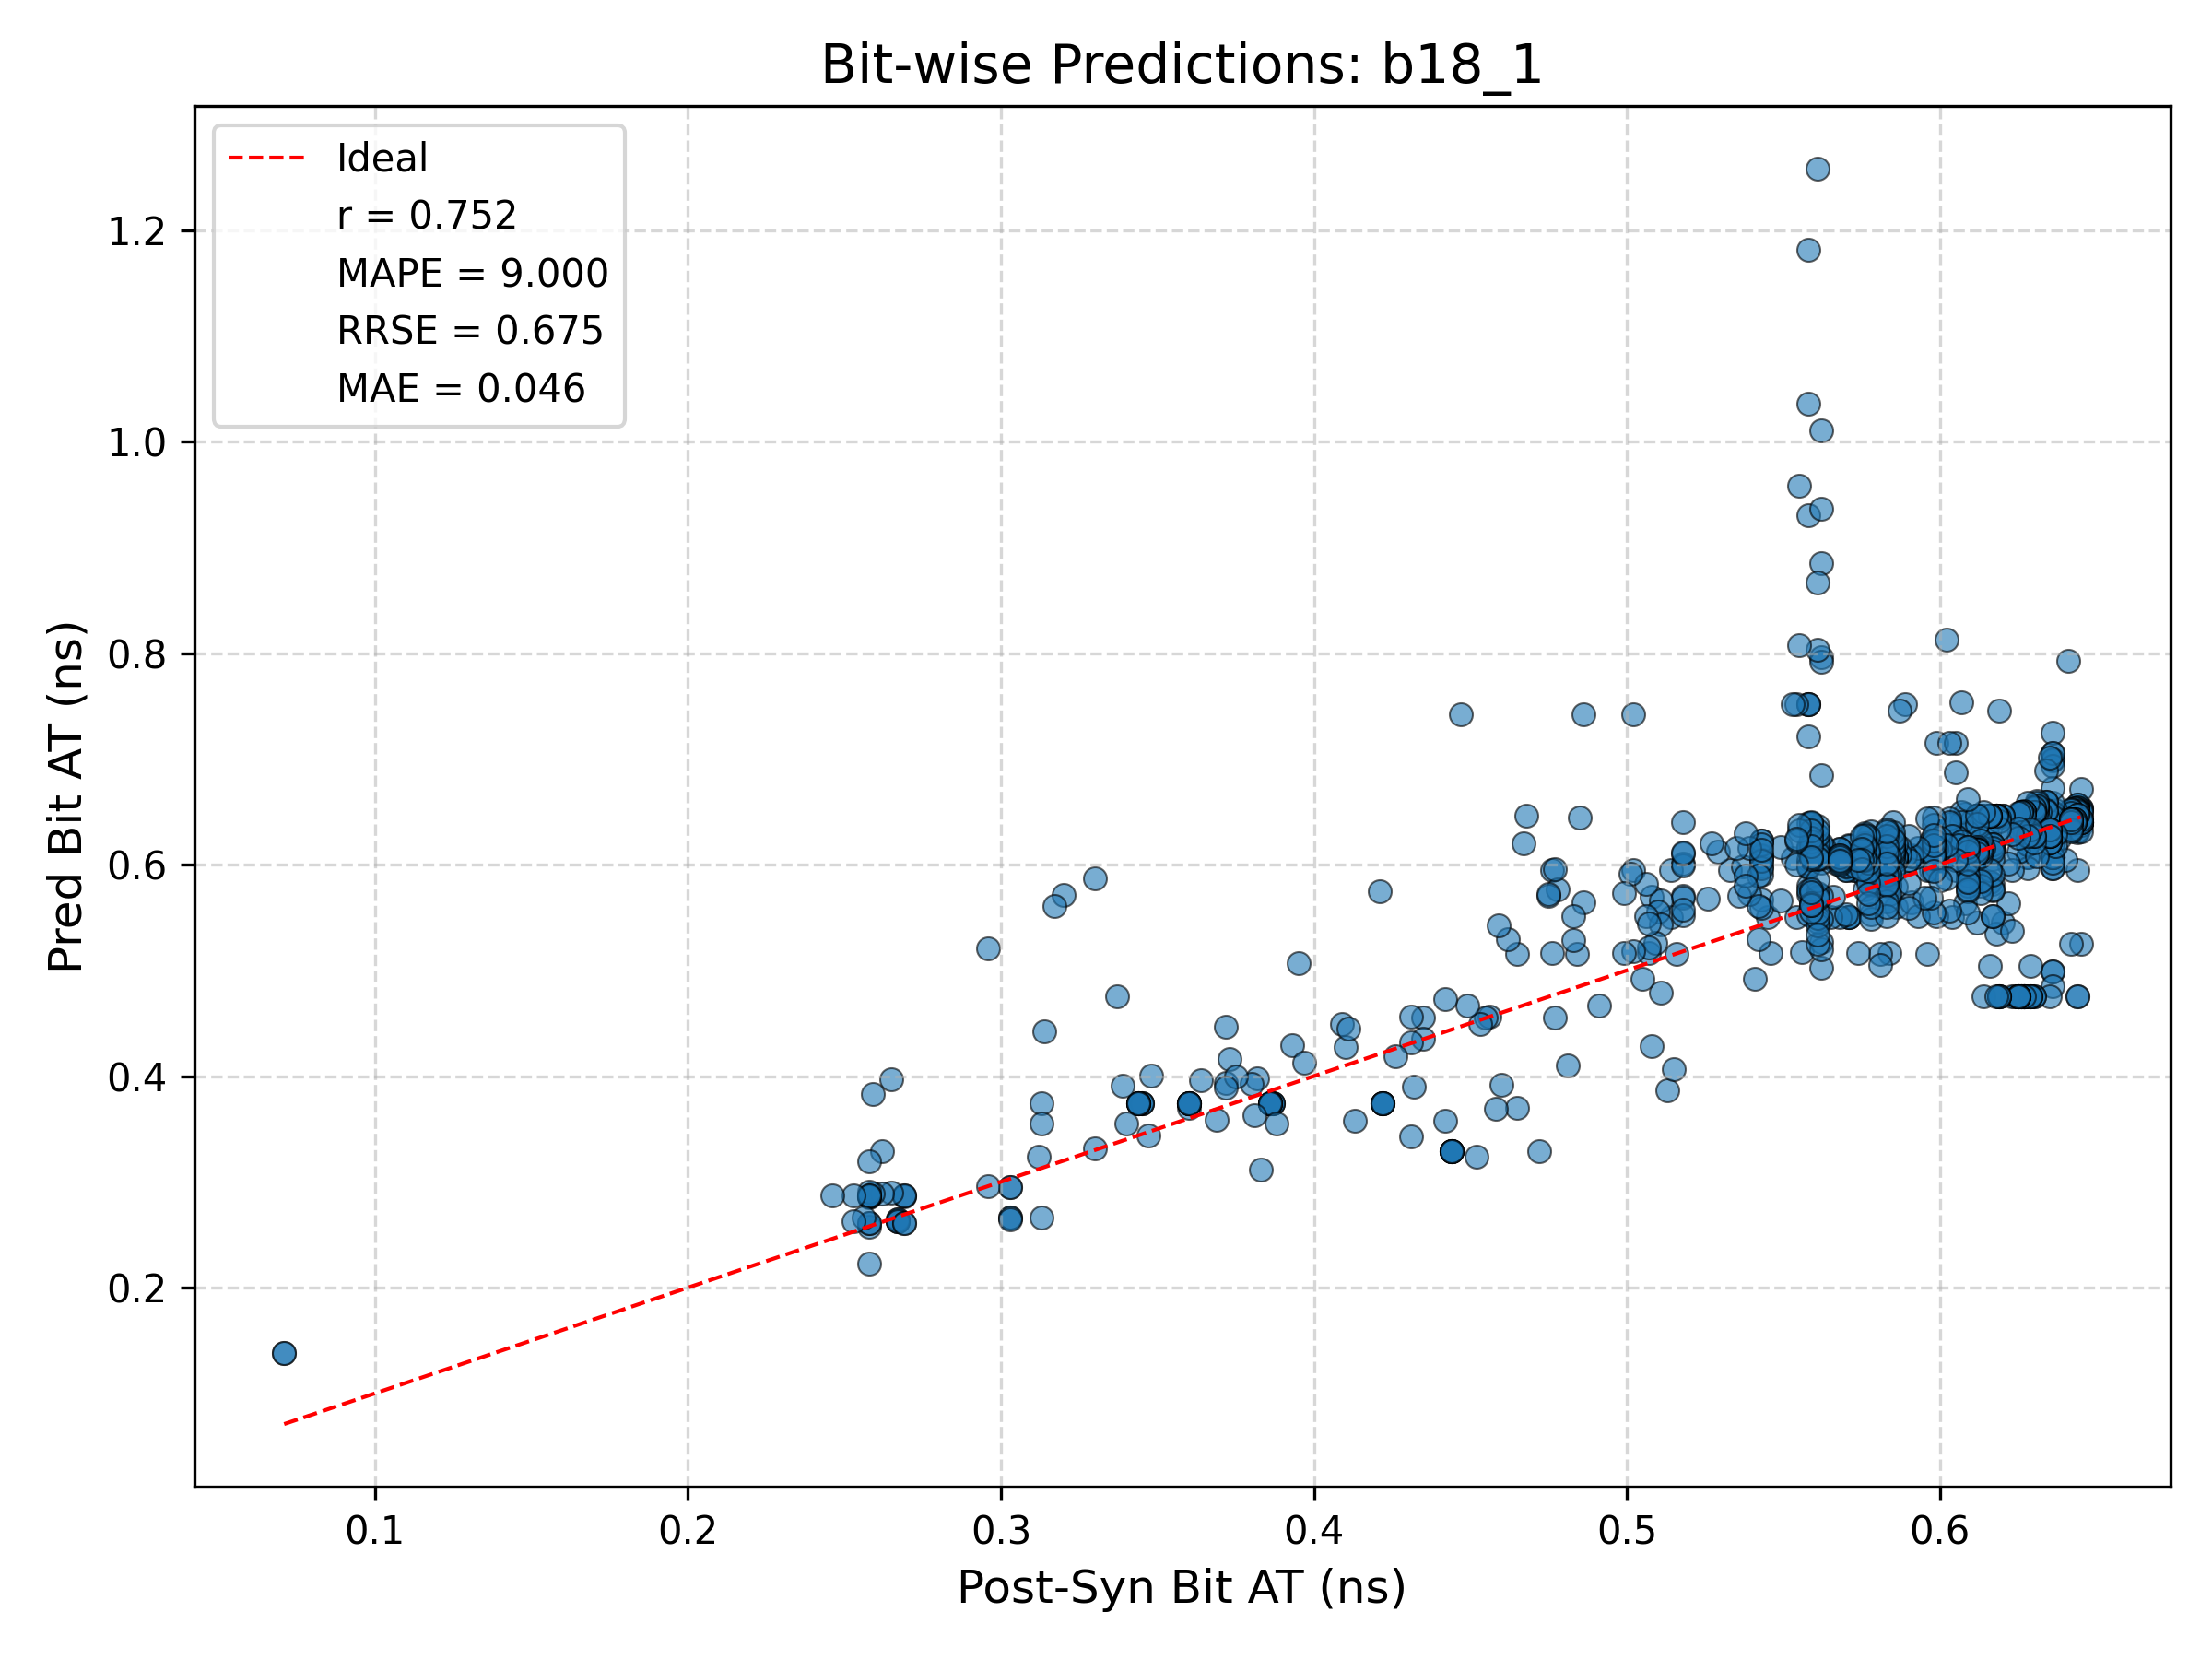 Bit-wise Predictions: b18_1
Ideal
r = 0.752
MAPE = 9.000
RRSE = 0.675
MAE = 0.046
Pred Bit AT (ns)
1.2
1.0
0.8
0.6
0.4
0.2
0.1 0.2 0.3 0.4 0.5 0.6
Post-Syn Bit AT (ns)